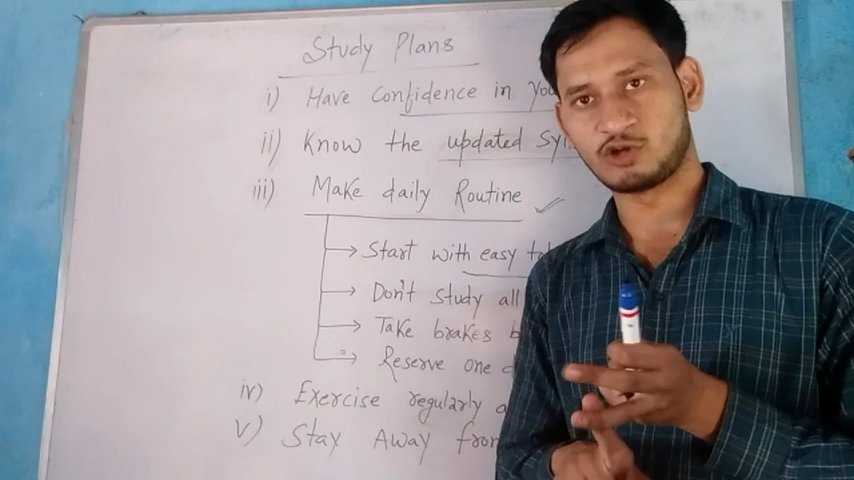 Study Plans
i) Have confidence in
ii) Know the updated
iii) Make daily Routine
Start with easy
Don't study all
Take brakes
Reserve one
iv) Exercise regularly
v) Stay Away